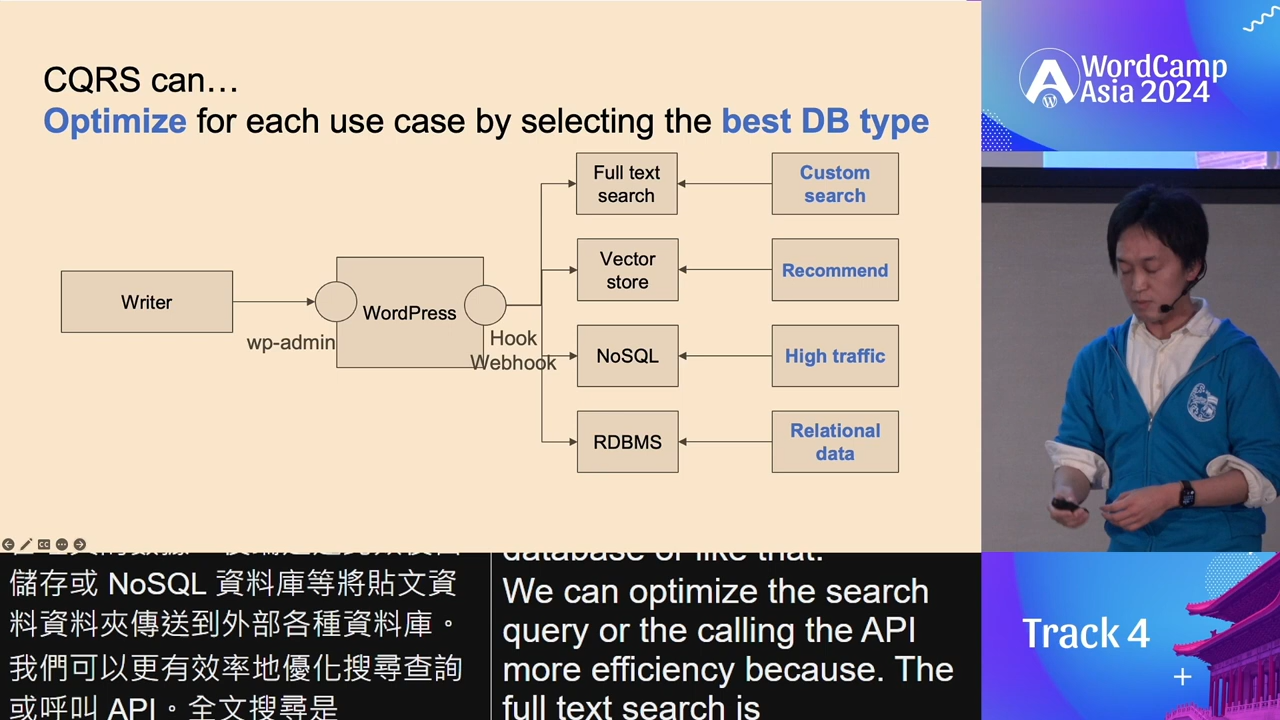 CQRS can…
Optimize for each use case by selecting the best DB type
Full text
search
Custom
search
Vector
store
Recommend
Writer
WordPress
wp-admin
Hook
Webhook
NoSQL
High traffic
RDBMS
Relational
data
儲存或 NoSQL 資料庫等將貼文資
料資料夾傳送到外部各種資料庫。
我們可以更有效率地優化搜尋查詢
或呼叫 API。全文搜尋是
database or like that.
We can optimize the search
query or the calling the API
more efficiency because. The
full text search is
WordCamp
Asia 2024
Track 4